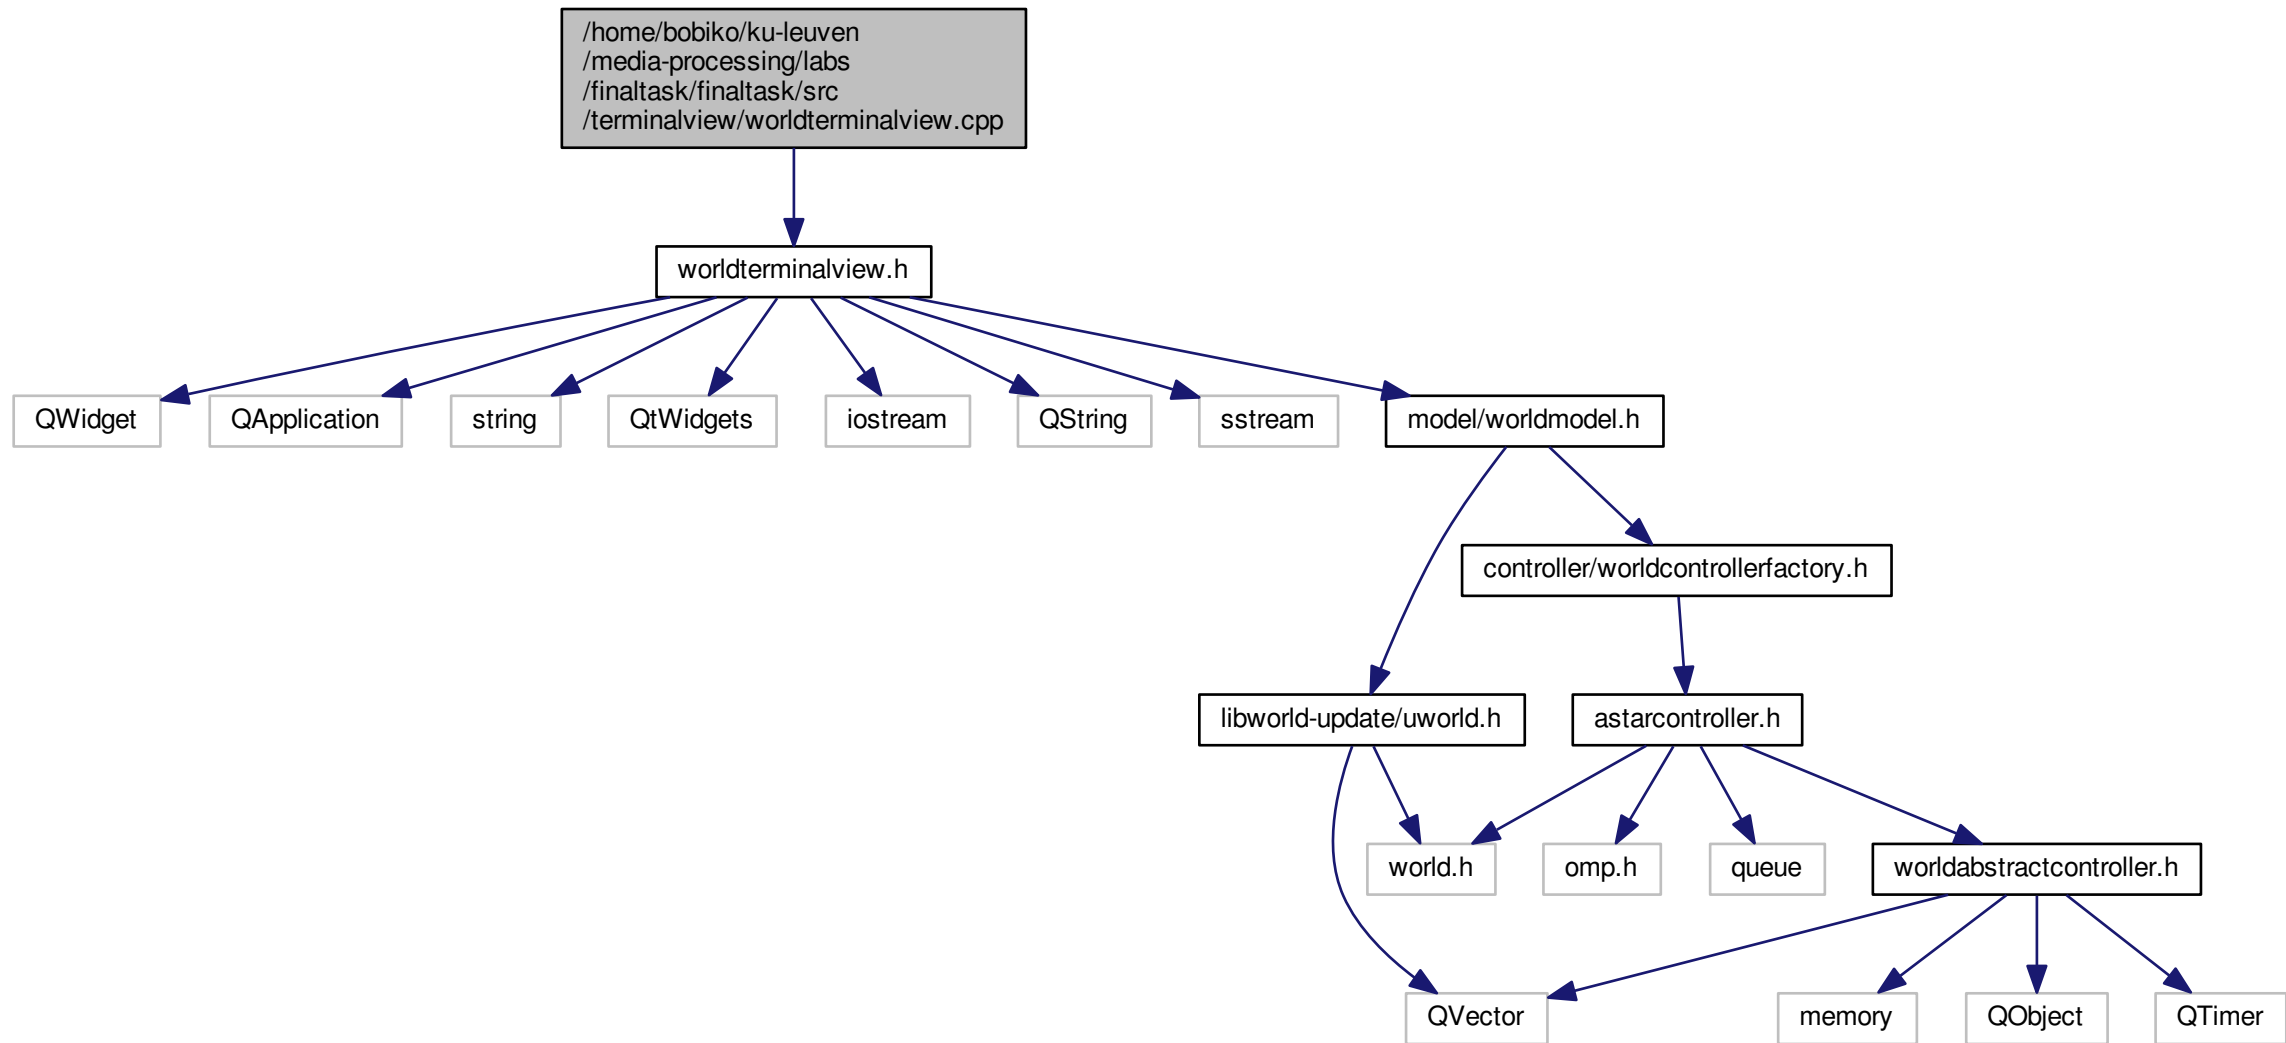 /home/bobiko/ku-leuven
/media-processing/labs
/finaltask/finaltask/src
/terminalview/worldterminalview.cpp
worldterminalview.h
QWidget
QApplication
string
QtWidgets
iostream
QString
sstream
model/worldmodel.h
controller/worldcontrollerfactory.h
libworld-update/uworld.h
astarcontroller.h
world.h
omp.h
queue
worldabstractcontroller.h
QVector
memory
QObject
QTimer